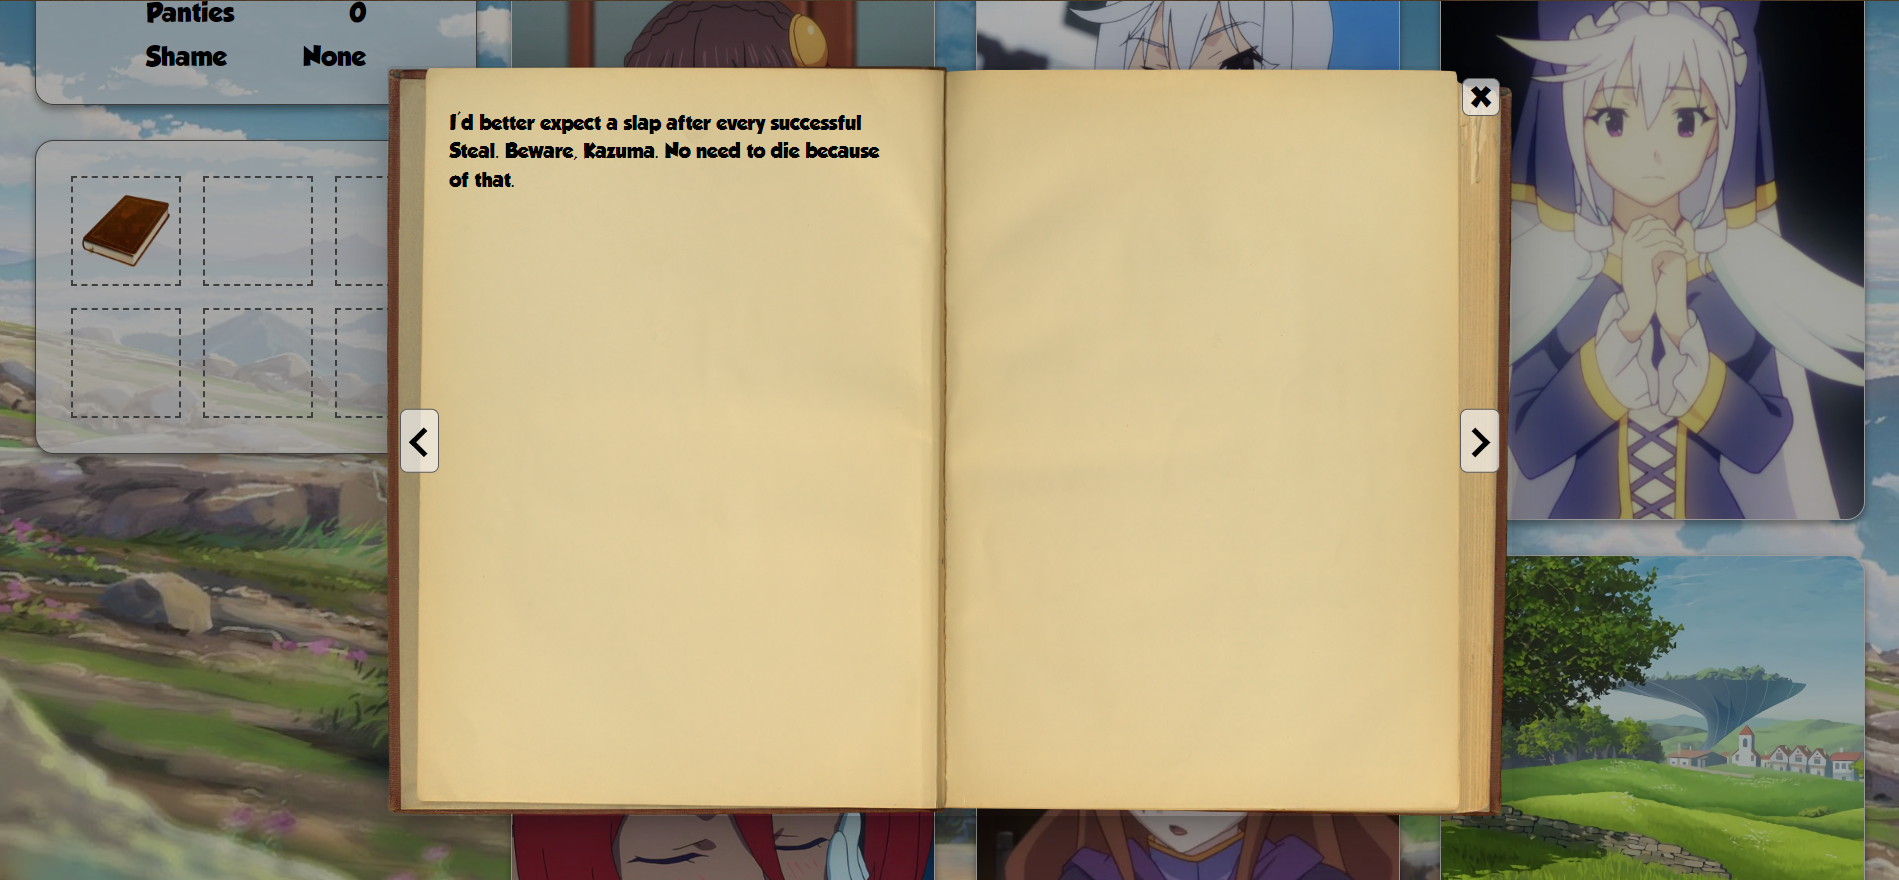 Panties 0
Shame None
I'd better expect a slap after every successful
Steal. Beware, Kazuma. No need to die because
of that.